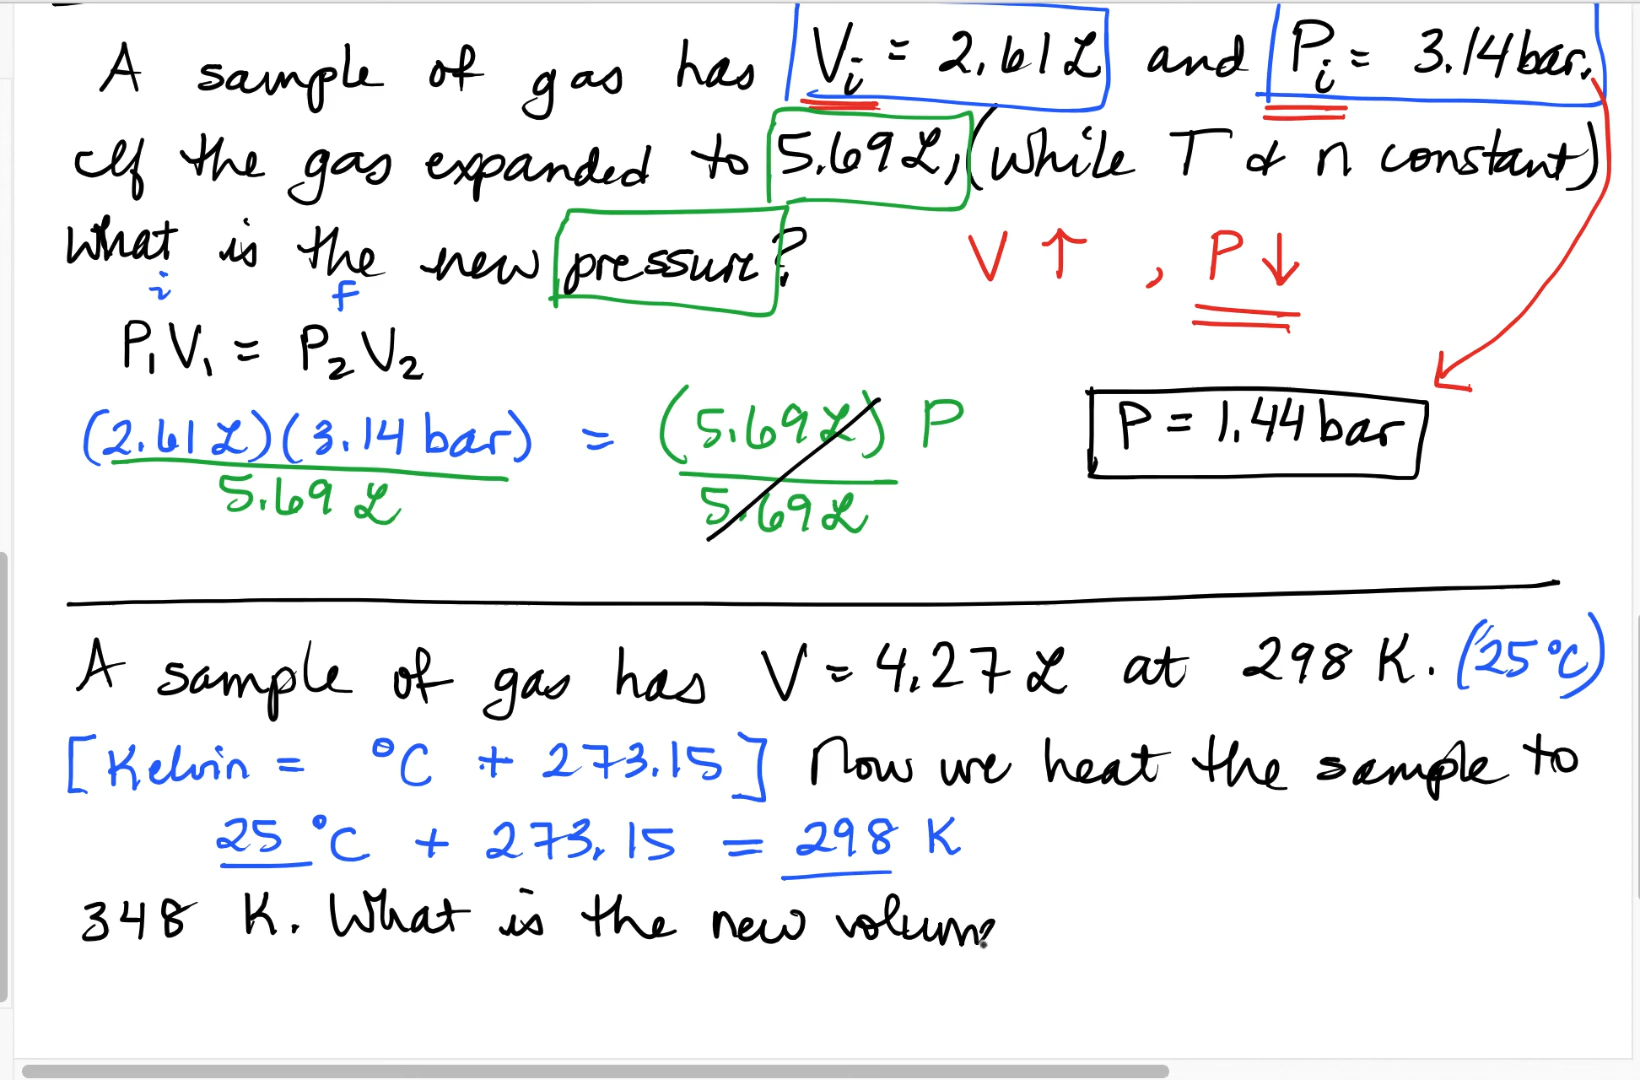 A sample of gas has Vi = 2.61 L and Pi = 3.14 bar.
If the gas expanded to 5.69 L, (while T & n constant)
What is the new pressure? V ↑ , P ↓
i f
P₁V₁ = P₂V₂
(2.61 L)(3.14 bar) = (5.69 L) P P = 1.44 bar
5.69 L 5.69 L
A sample of gas has V = 4.27 L at 298 K. (25 °C)
[Kelvin = °C + 273.15] Now we heat the sample to
25 °C + 273.15 = 298 K
348 K. What is the new volum